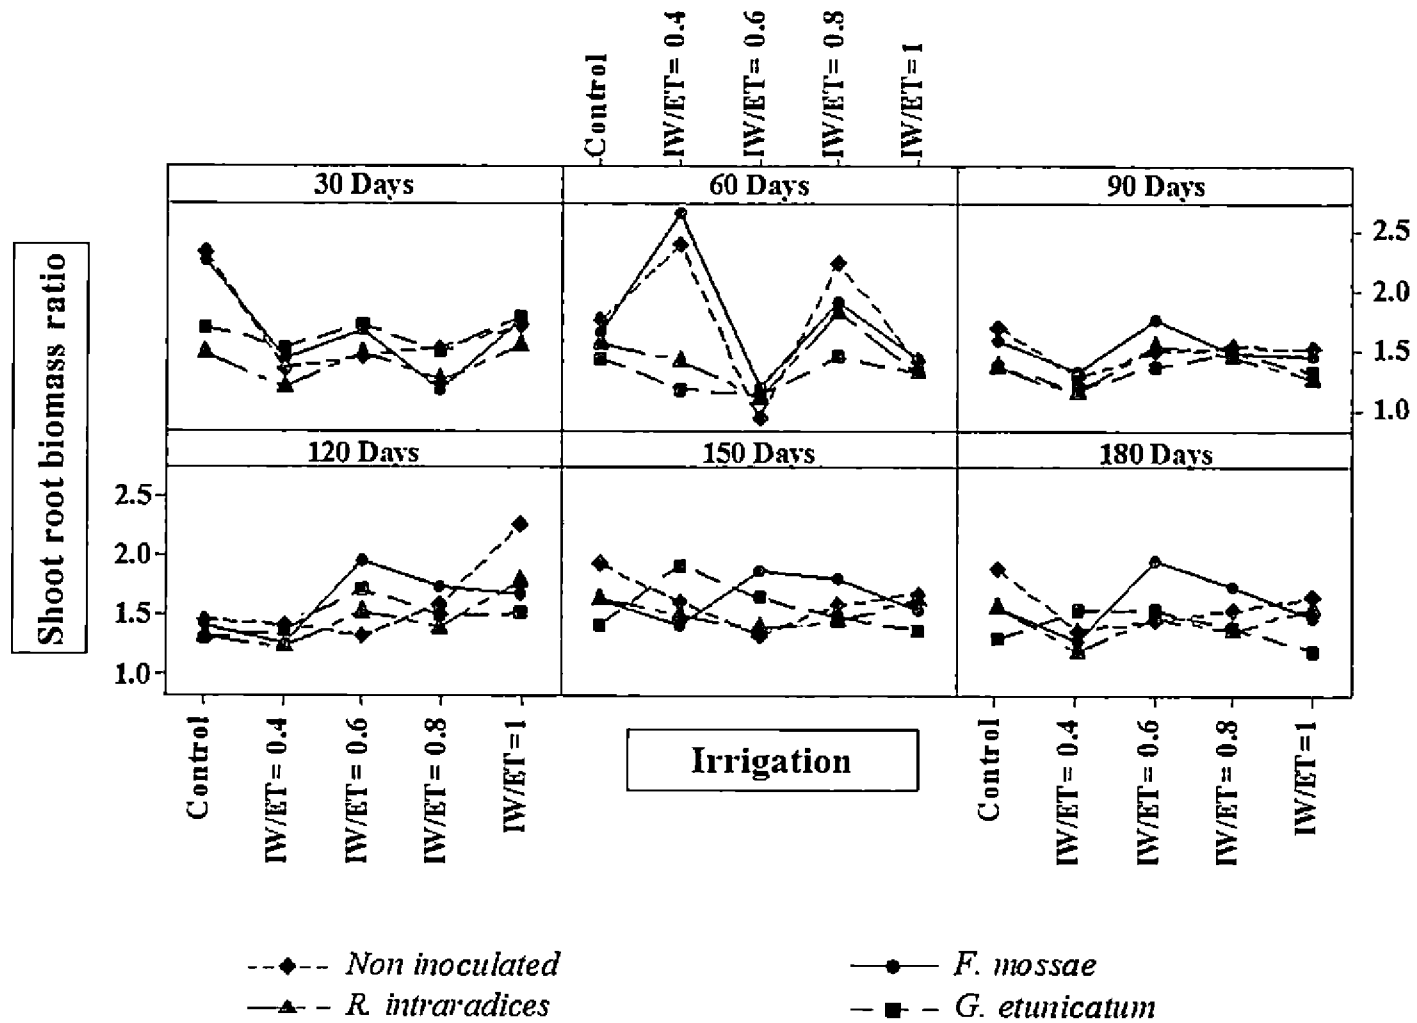 Control
IW/ET= 0.4
IW/ET= 0.6
IW/ET= 0.8
IW/ET=1
30 Days
60 Days
90 Days
2.5
2.0
1.5
1.0
Shoot root biomass ratio
120 Days
150 Days
180 Days
2.5
2.0
1.5
1.0
Control
IW/ET= 0.4
IW/ET= 0.6
IW/ET= 0.8
IW/ET=1
Irrigation
Control
IW/ET= 0.4
IW/ET= 0.6
IW/ET= 0.8
IW/ET=1
Non inoculated
F. mossae
R. intraradices
G. etunicatum